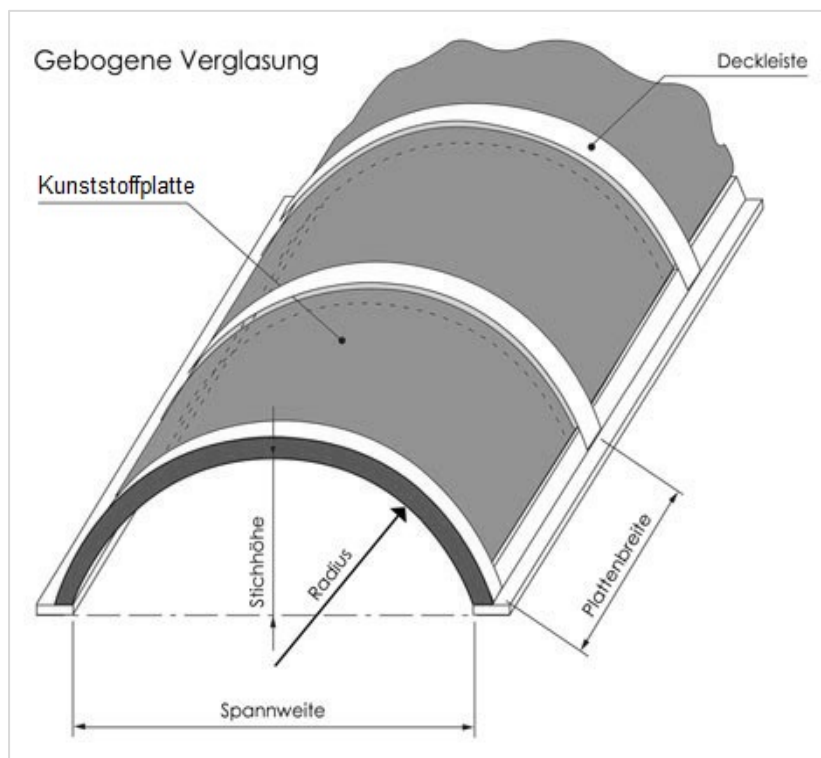 Gebogene Verglasung
Deckleiste
Kunststoffplatte
Stichhöhe
Radius
Plattenbreite
Spannweite